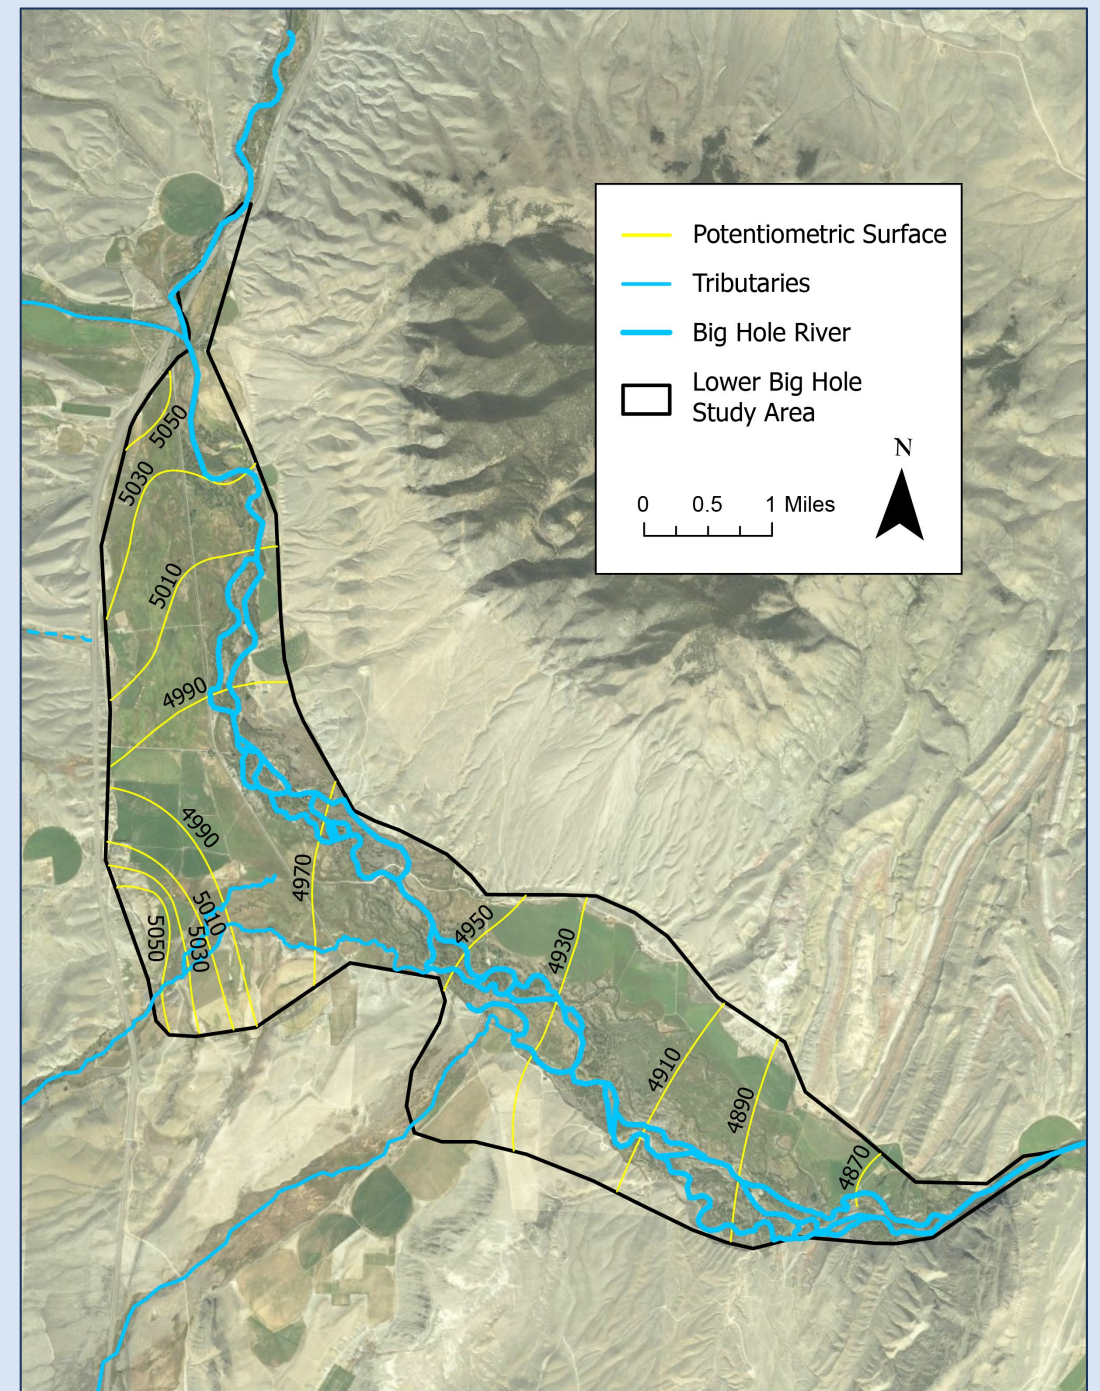 Potentiometric Surface
Tributaries
Big Hole River
Lower Big Hole
Study Area
N
0 0.5 1 Miles
5050
5030
5010
4990
4990
4970
5010
5050
5030
4950
4930
4910
4890
4870